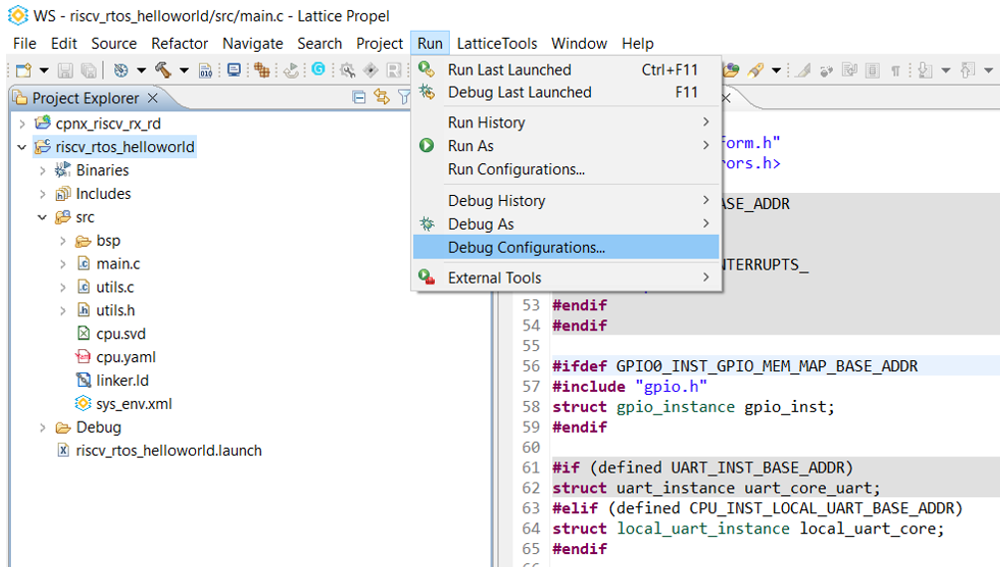 WS - riscv_rtos_helloworld/src/main.c - Lattice Propel
File Edit Source Refactor Navigate Search Project Run LatticeTools Window Help
Project Explorer
cpnx_riscv_rx_rd
riscv_rtos_helloworld
Binaries
Includes
src
bsp
main.c
utils.c
utils.h
cpu.svd
cpu.yaml
linker.ld
sys_env.xml
Debug
riscv_rtos_helloworld.launch
Run Last Launched Ctrl+F11
Debug Last Launched F11
Run History
Run As
Run Configurations...
Debug History
Debug As
Debug Configurations...
External Tools
form.h"
rors.h>
ASE_ADDR
NTERRUPTS_
53 #endif
54 #endif
55
56 #ifdef GPIO0_INST_GPIO_MEM_MAP_BASE_ADDR
57 #include "gpio.h"
58 struct gpio_instance gpio_inst;
59 #endif
60
61 #if (defined UART_INST_BASE_ADDR)
62 struct uart_instance uart_core_uart;
63 #elif (defined CPU_INST_LOCAL_UART_BASE_ADDR)
64 struct local_uart_instance local_uart_core;
65 #endif